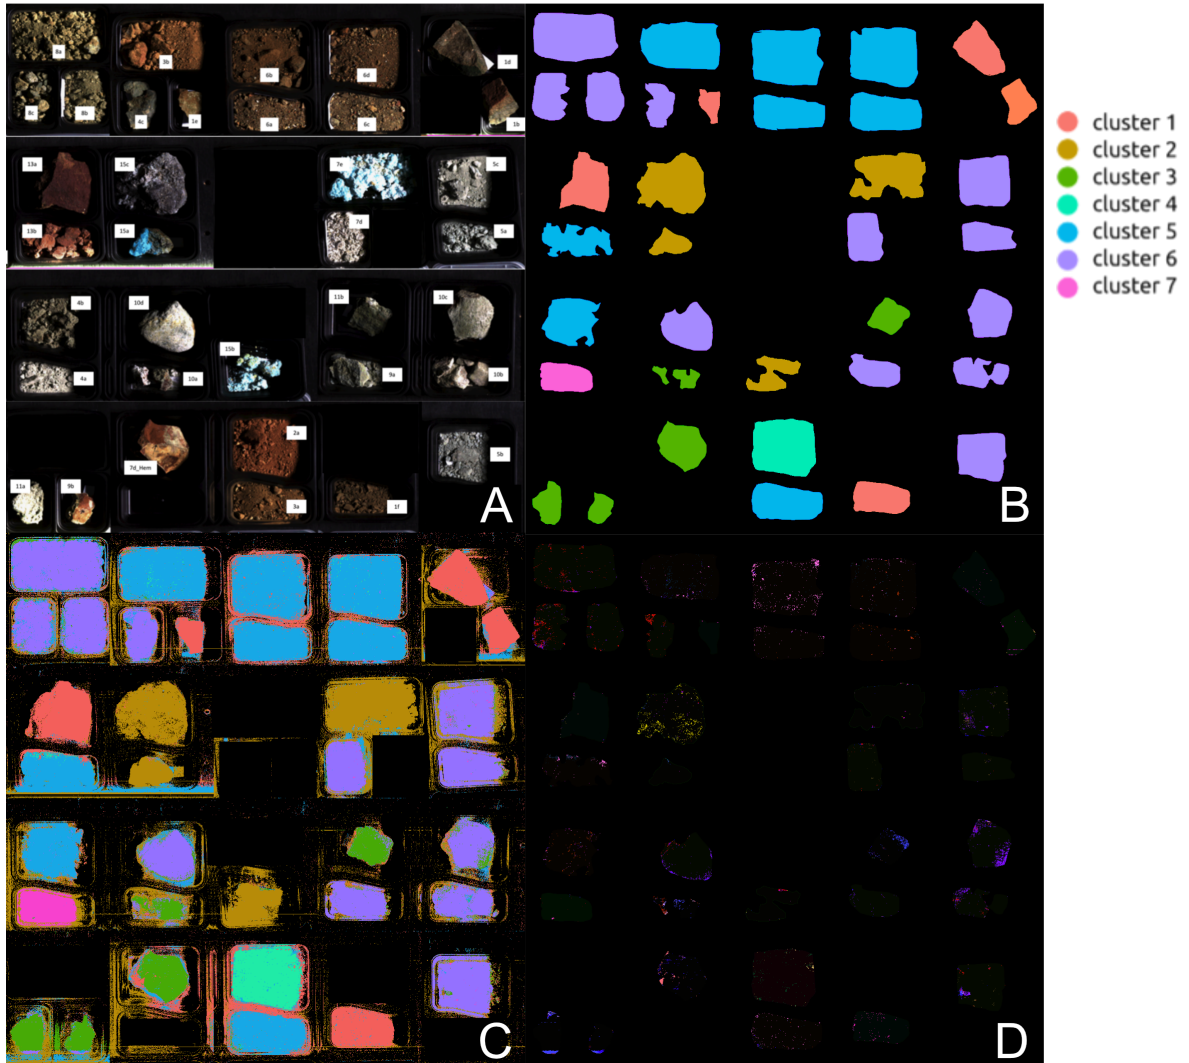 8a
3b
6b
6d
1d
8c
8b
4c
1e
6a
6c
1b
13a
15c
7e
5c
7d
13b
15a
5a
4b
10d
11b
10c
15b
4a
10a
9a
10b
2a
7d_Hem
5b
11a
9b
3a
1f
A
B
C
D
cluster 1
cluster 2
cluster 3
cluster 4
cluster 5
cluster 6
cluster 7